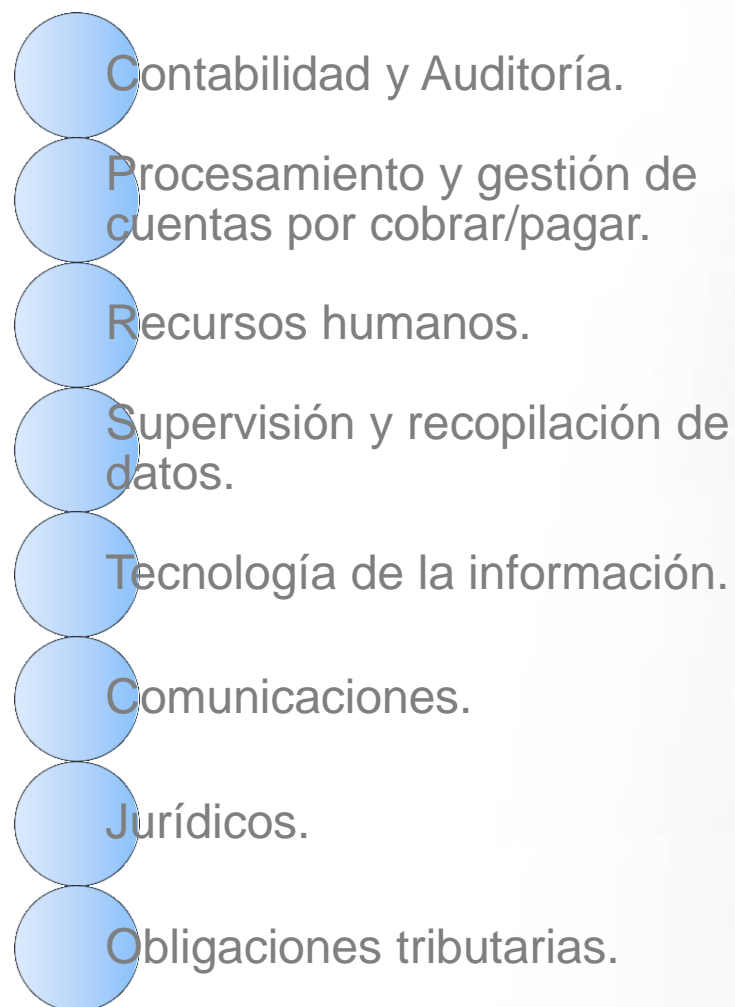 Contabilidad y Auditoría.
Procesamiento y gestión de
cuentas por cobrar/pagar.
Recursos humanos.
Supervisión y recopilación de
datos.
Tecnología de la información.
Comunicaciones.
Jurídicos.
Obligaciones tributarias.